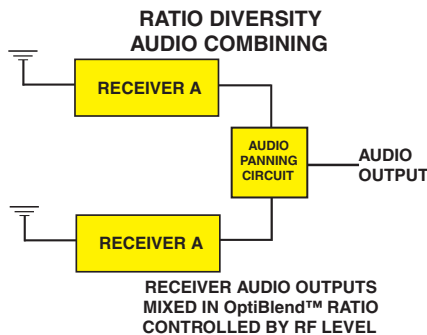 RATIO DIVERSITY
AUDIO COMBINING
RECEIVER A
AUDIO
PANNING
CIRCUIT
AUDIO
OUTPUT
RECEIVER A
RECEIVER AUDIO OUTPUTS
MIXED IN OptiBlend™ RATIO
CONTROLLED BY RF LEVEL